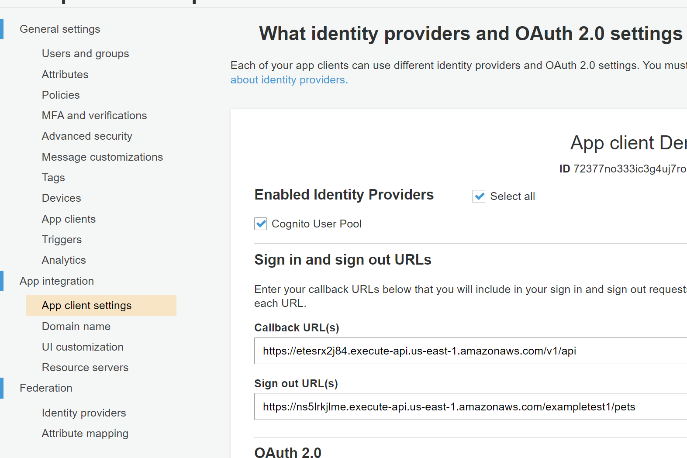 General settings
Users and groups
Attributes
Policies
MFA and verifications
Advanced security
Message customizations
Tags
Devices
App clients
Triggers
Analytics
App integration
App client settings
Domain name
UI customization
Resource servers
Federation
Identity providers
Attribute mapping
What identity providers and OAuth 2.0 settings
Each of your app clients can use different identity providers and OAuth 2.0 settings. You must
about identity providers.
App client Der
ID 72377no333ic3g4uj7ro
Enabled Identity Providers
Select all
Cognito User Pool
Sign in and sign out URLs
Enter your callback URLs below that you will include in your sign in and sign out requests
each URL.
Callback URL(s)
https://etesrx2j84.execute-api.us-east-1.amazonaws.com/v1/api
Sign out URL(s)
https://ns5lrkjlme.execute-api.us-east-1.amazonaws.com/exampletest1/pets
OAuth 2.0